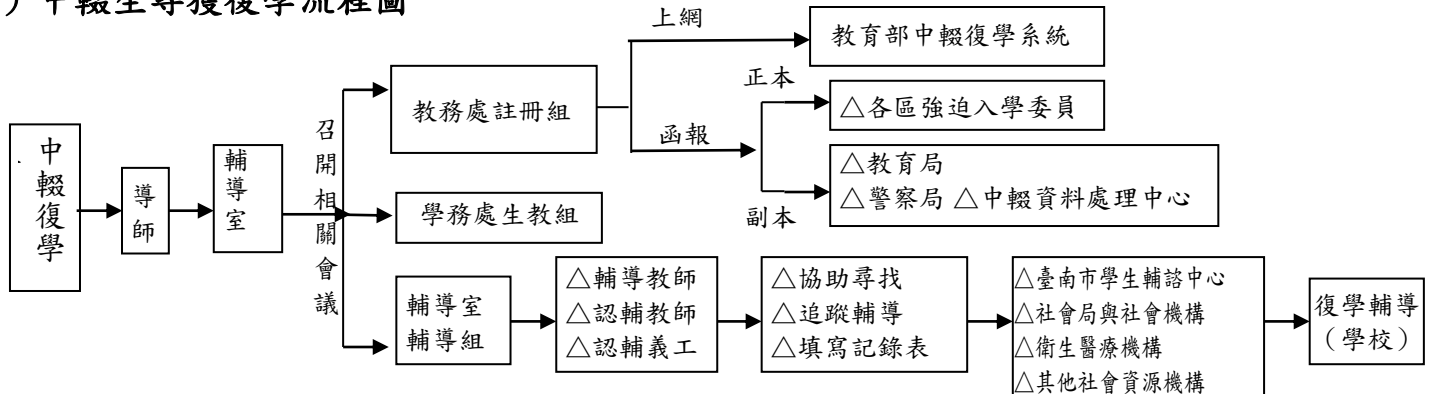 ）中輟生尋獲復學流程圖
中輟復學
導師
輔導室
召開相關會議
教務處註冊組
上網
教育部中輟復學系統
函報
正本
△各區強迫入學委員
副本
△教育局
△警察局 △中輟資料處理中心
學務處生教組
輔導室
輔導組
△輔導教師
△認輔教師
△認輔義工
△協助尋找
△追蹤輔導
△填寫記錄表
△臺南市學生輔諮中心
△社會局與社會機構
△衛生醫療機構
△其他社會資源機構
復學輔導
（學校）